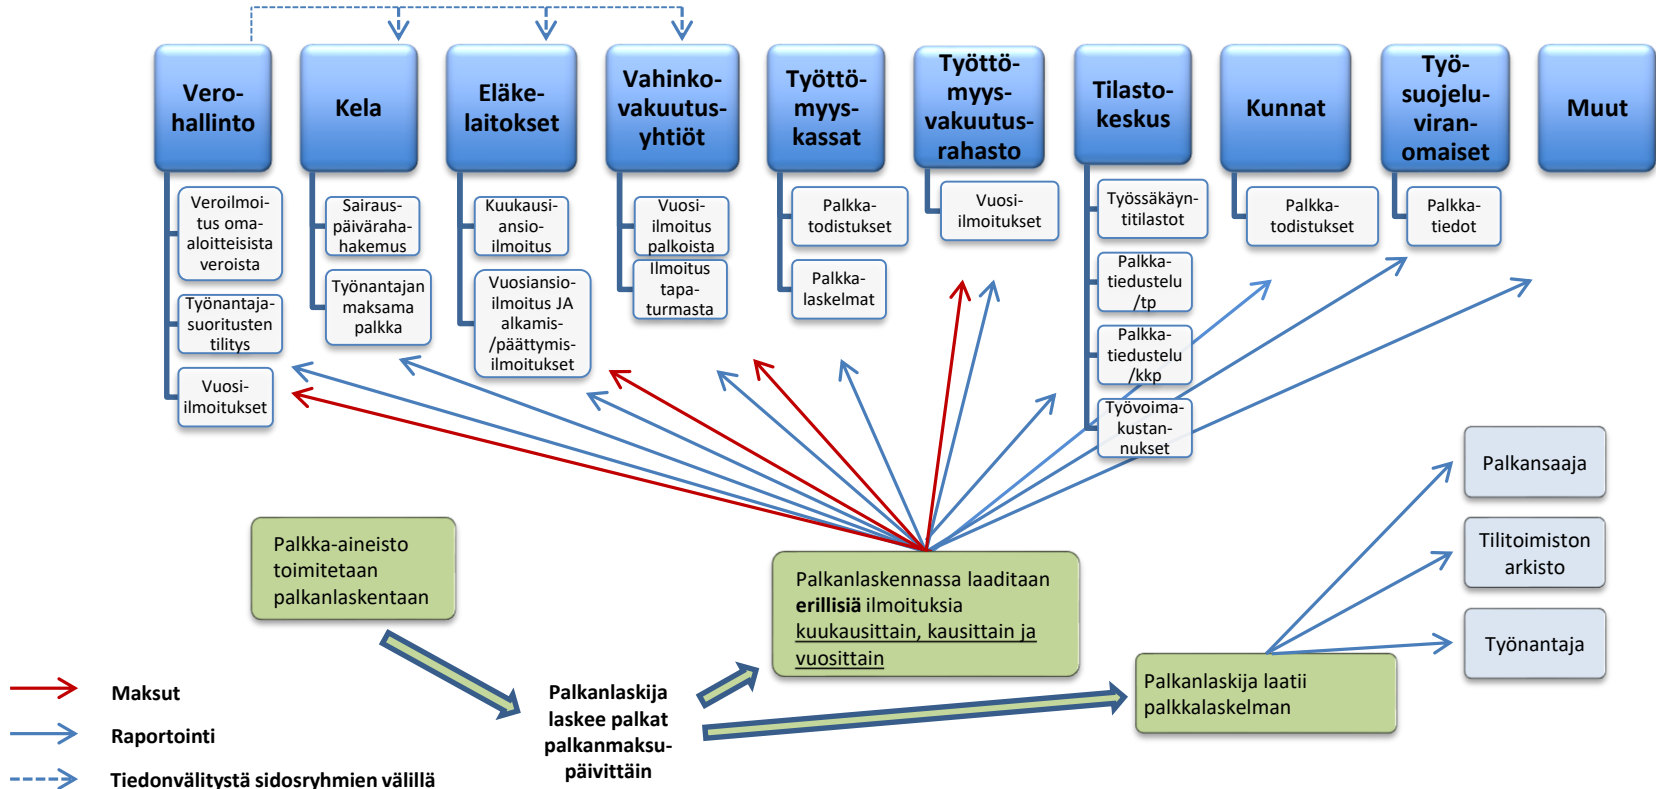 Vero-
hallinto
Kela
Eläke-
laitokset
Vahinko-
vakuutus-
yhtiöt
Työttö-
myys-
kassat
Työttö-
myys-
vakuutus-
rahasto
Tilasto-
keskus
Kunnat
Työ-
suojelu-
viran-
omaiset
Muut
Veroilmoi-
tus oma-
aloitteisista
veroista
Työnantaja-
suoritusten
tilitys
Vuosi-
ilmoitukset
Sairaus-
päiväraha-
hakemus
Työnantajan
maksama
palkka
Kuukausi-
ansio-
ilmoitus
Vuosiansio-
ilmoitus JA
alkamis-
/päättymis-
ilmoitukset
Vuosi-
ilmoitus
palkoista
Ilmoitus
tapa-
turmasta
Palkka-
todistukset
Palkka-
laskelmat
Vuosi-
ilmoitukset
Työssäkäyn-
titilastot
Palkka-
tiedustelu
/tp
Palkka-
tiedustelu
/kkp
Työvoima-
kustan-
nukset
Palkka-
todistukset
Palkka-
tiedot
Palkka-aineisto
toimitetaan
palkanlaskentaan
Palkanlaskija
laskee palkat
palkanmaksu-
päivittäin
Palkanlaskennassa laaditaan
erillisiä ilmoituksia
kuukausittain, kausittain ja
vuosittain
Palkanlaskija laatii
palkkalaskelman
Palkansaaja
Tilitoimiston
arkisto
Työnantaja
Maksut
Raportointi
Tiedonvälitystä sidosryhmien välillä